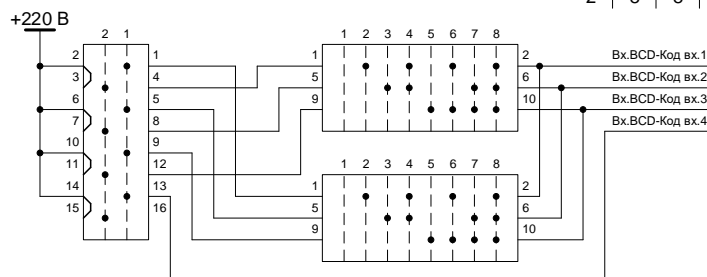 2 3 3
+220 В
2 1
1 2 3 4 5 6 7 8
2 1
3 4
6 5
7 8
10 9
11 12
14 13
15 16
1 2 Вх.BCD-Код вх.1
5 6 Вх.BCD-Код вх.2
9 10 Вх.BCD-Код вх.3
Вх.BCD-Код вх.4
1 2 3 4 5 6 7 8
1 2
5 6
9 10